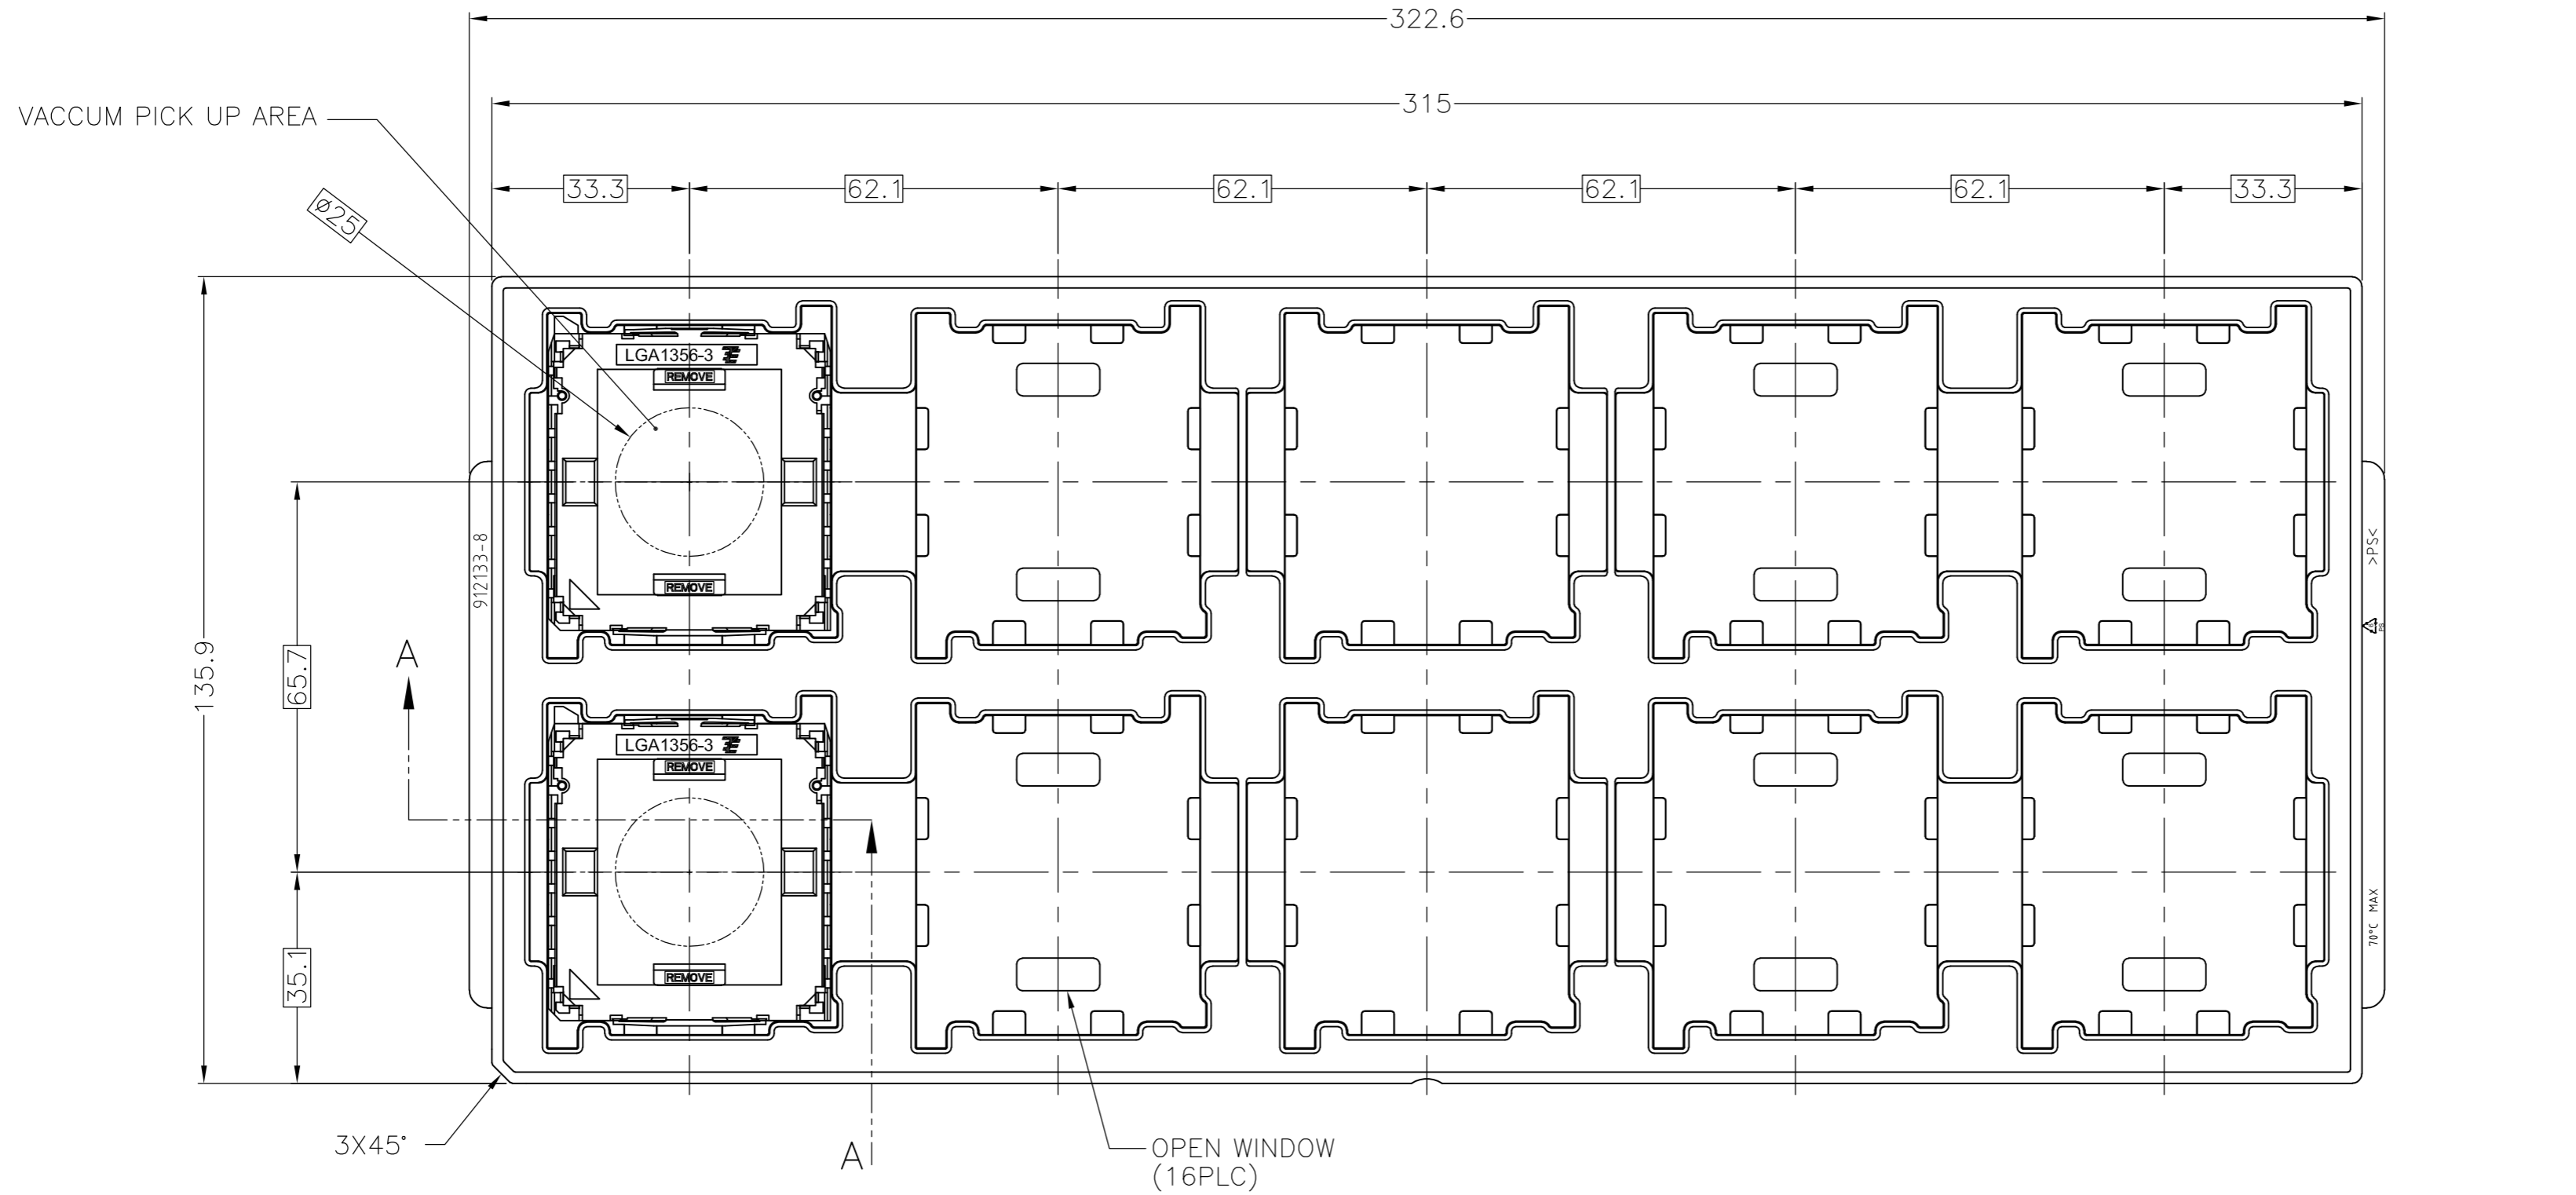 322.6
VACCUM PICK UP AREA
315
33.3
62.1
62.1
62.1
62.1
33.3
ø25
LGA1356-3
REMOVE
REMOVE
912133-8
>PS<
PS
135.9
65.7
A
LGA1356-3
REMOVE
REMOVE
35.1
70°C MAX
3X45°
A
OPEN WINDOW
(16PLC)